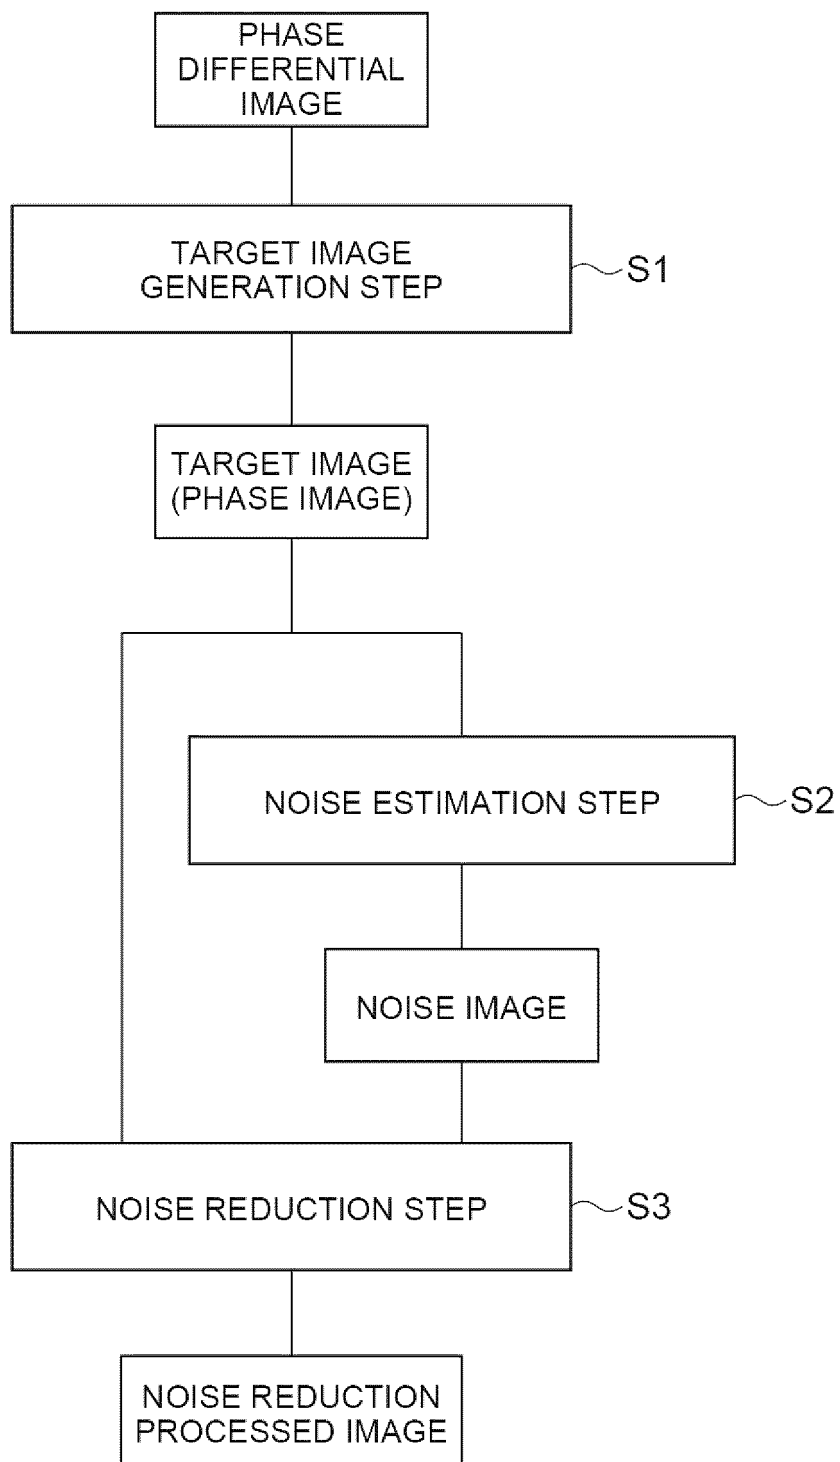 PHASE
DIFFERENTIAL
IMAGE
TARGET IMAGE
GENERATION STEP
S1
TARGET IMAGE
(PHASE IMAGE)
NOISE ESTIMATION STEP
S2
NOISE IMAGE
NOISE REDUCTION STEP
S3
NOISE REDUCTION
PROCESSED IMAGE